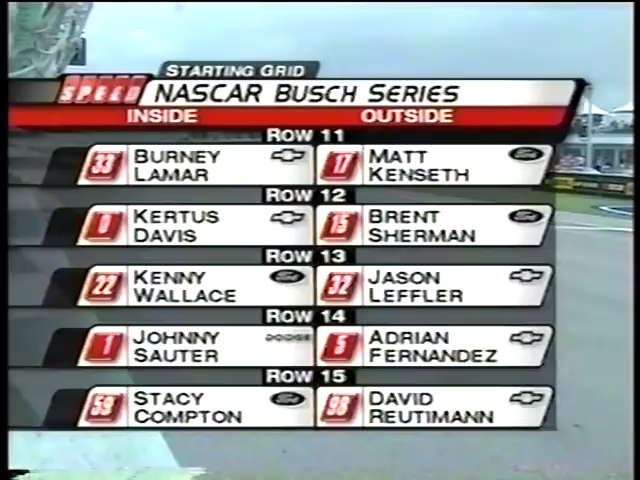 STARTING GRID
SPEED NASCAR BUSCH SERIES
INSIDE OUTSIDE
ROW 11
33 BURNEY LAMAR 17 MATT KENSETH
ROW 12
0 KERTUS DAVIS 15 BRENT SHERMAN
ROW 13
22 KENNY WALLACE Ford 32 JASON LEFFLER
ROW 14
1 JOHNNY SAUTER DODGE 5 ADRIAN FERNANDEZ
ROW 15
59 STACY COMPTON Ford 98 DAVID REUTIMANN